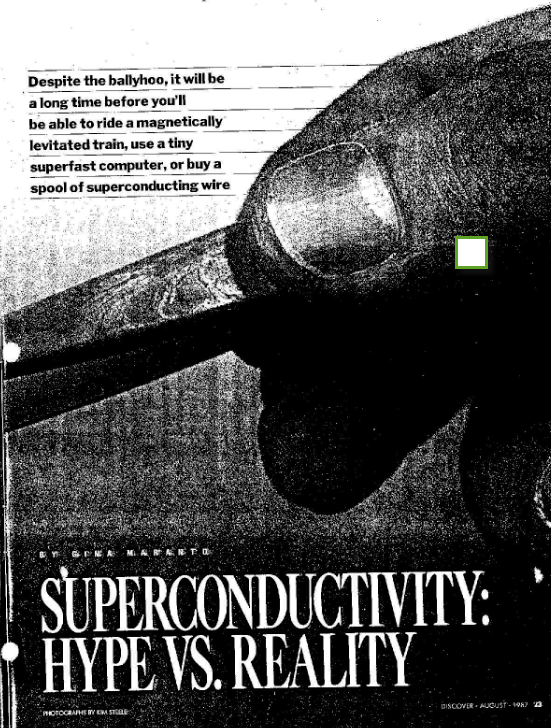 Despite the ballyhoo, it will be
a long time before you'll
be able to ride a magnetically
levitated train, use a tiny
superfast computer, or buy a
spool of superconducting wire
BY GINA MARANTO
SUPERCONDUCTIVITY:
HYPE VS. REALITY
PHOTOGRAPHS BY KIM STEELE
DISCOVER • AUGUST • 1987 23